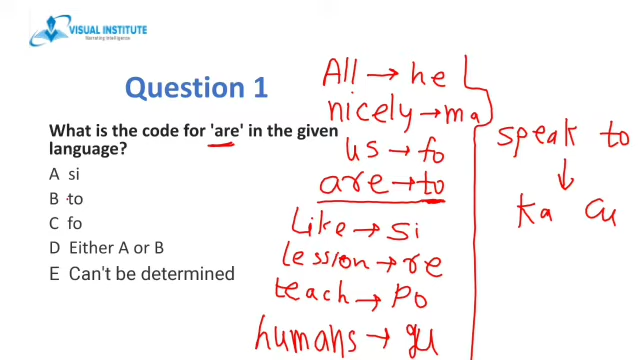 VISUAL INSTITUTE
Narrating Intelligence
Question 1
What is the code for 'are' in the given
language?
A si
B to
C fo
D Either A or B
E Can't be determined
All → he
nicely → ma
us → fo
are → to
Like → si
lession → re
teach → Po
humans → gu
speak to
↓
ka cu